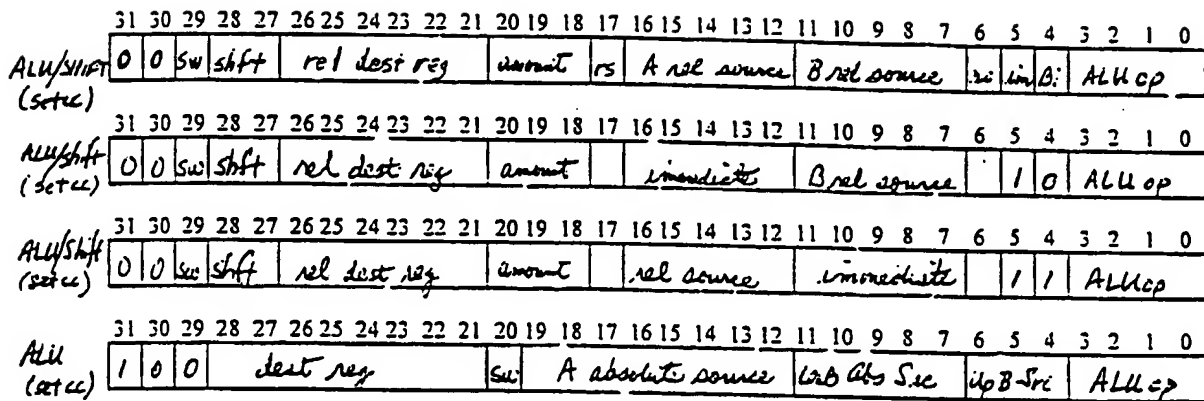 31 30 29 28 27 26 25 24 23 22 21 20 19 18 17 16 15 14 13 12 11 10 9 8 7 6 5 4 3 2 1 0
ALU/SHIFT 0 0 sw shft rel dest reg amount rs A rel source B rel source im Bi ALU op
(setcc)
31 30 29 28 27 26 25 24 23 22 21 20 19 18 17 16 15 14 13 12 11 10 9 8 7 6 5 4 3 2 1 0
ALU/shft 0 0 sw shft rel dest reg amount immediate B rel source 1 0 ALU op
(setcc)
31 30 29 28 27 26 25 24 23 22 21 20 19 18 17 16 15 14 13 12 11 10 9 8 7 6 5 4 3 2 1 0
ALU/Shift 0 0 sw shft rel dest reg amount rel source immediate 1 1 ALU op
(setcc)
31 30 29 28 27 26 25 24 23 22 21 20 19 18 17 16 15 14 13 12 11 10 9 8 7 6 5 4 3 2 1 0
ALU 1 0 0 dest reg sw A absolute source Abs Src ALU op
(setcc)